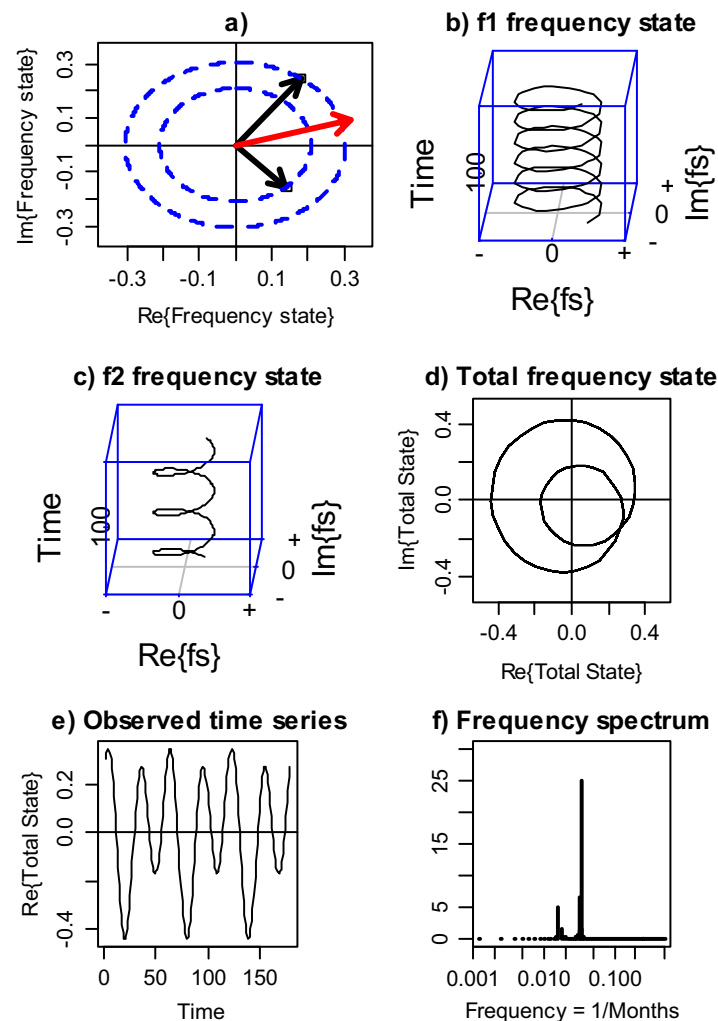 a)
Im{Frequency state}
0.3
0.1
-0.1
-0.3
-0.3
-0.1
0.1
0.3
Re{Frequency state}
b) f1 frequency state
Time
100
-
0
+
Re{fs}
+
0
-
Im{fs}
c) f2 frequency state
Time
100
-
0
+
Re{fs}
+
0
-
Im{fs}
d) Total frequency state
Im{Total State}
0.4
0.0
-0.4
-0.4
0.0
0.4
Re{Total State}
e) Observed time series
Re{Total State}
0.2
0.0
-0.4
0
50
100
150
Time
f) Frequency spectrum
25
15
5
0
0.001
0.010
0.100
Frequency = 1/Months